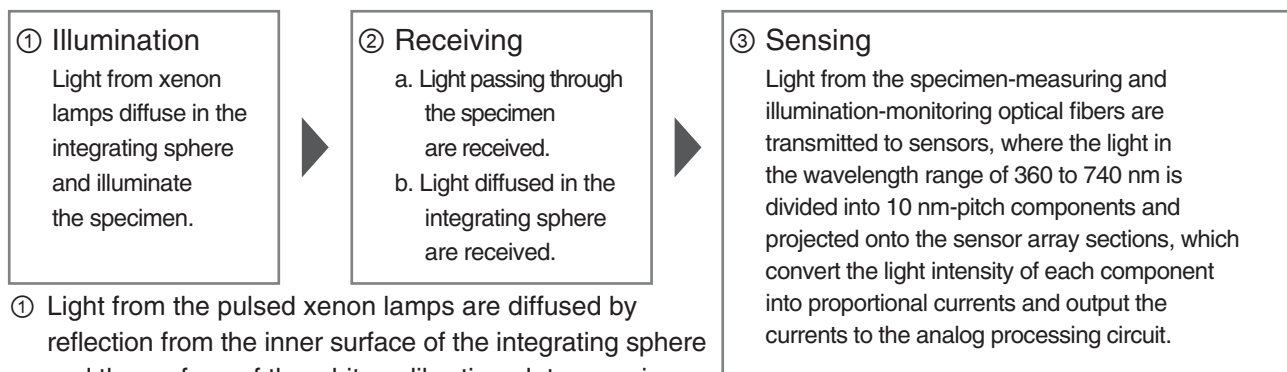 ① Illumination
Light from xenon
lamps diffuse in the
integrating sphere
and illuminate
the specimen.
② Receiving
a. Light passing through
the specimen
are received.
b. Light diffused in the
integrating sphere
are received.
③ Sensing
Light from the specimen-measuring and
illumination-monitoring optical fibers are
transmitted to sensors, where the light in
the wavelength range of 360 to 740 nm is
divided into 10 nm-pitch components and
projected onto the sensor array sections, which
convert the light intensity of each component
into proportional currents and output the
currents to the analog processing circuit.
① Light from the pulsed xenon lamps are diffused by
reflection from the inner surface of the integrating sphere